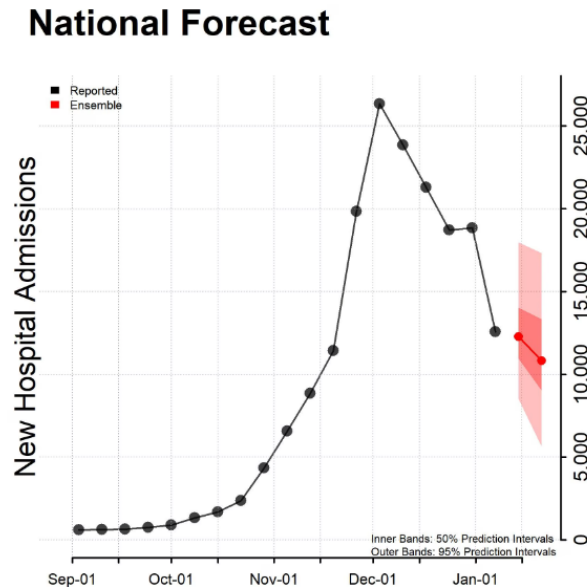 National Forecast
Reported
Ensemble
New Hospital Admissions
25,000
20,000
15,000
10,000
5,000
0
Inner Bands: 50% Prediction Intervals
Outer Bands: 95% Prediction Intervals
Sep-01 Oct-01 Nov-01 Dec-01 Jan-01